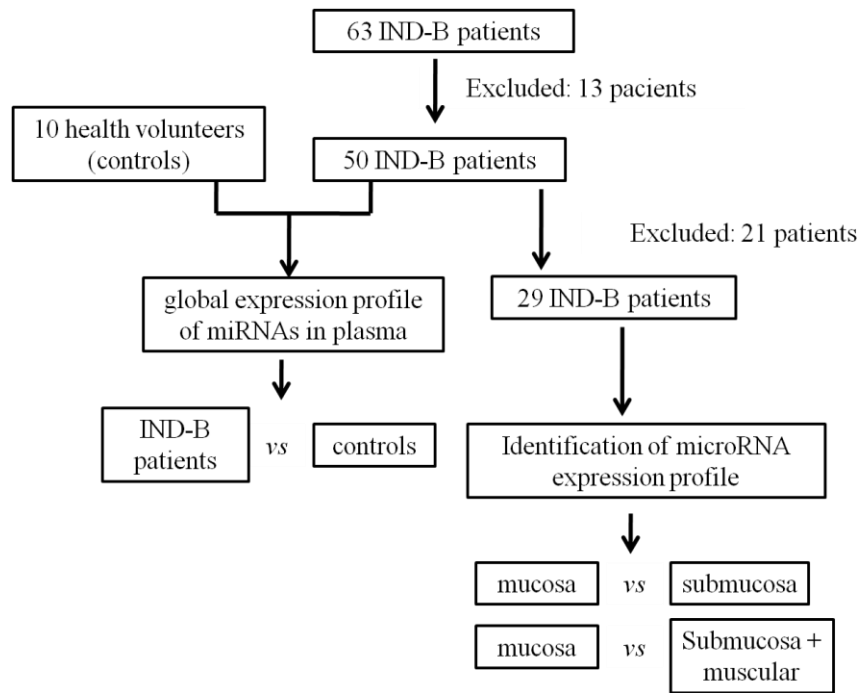 63 IND-B patients
Excluded: 13 pacients
10 health volunteers
(controls)
50 IND-B patients
Excluded: 21 patients
global expression profile
of miRNAs in plasma
29 IND-B patients
IND-B
patients
vs
controls
Identification of microRNA
expression profile
mucosa vs submucosa
mucosa vs Submucosa +
muscular